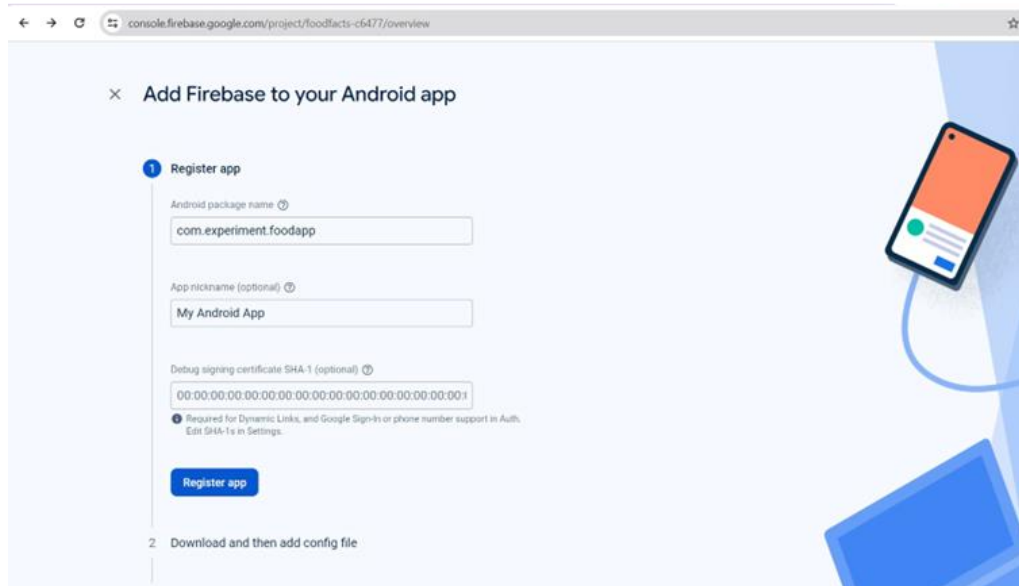 console.firebase.google.com/project/foodfacts-c6477/overview
Add Firebase to your Android app
1 Register app
Android package name
com.experiment.foodapp
App nickname (optional)
My Android App
Debug signing certificate SHA-1 (optional)
00:00:00:00:00:00:00:00:00:00:00:00:00:00:00:00:00:
Required for Dynamic Links, and Google Sign-In or phone number support in Auth.
Edit SHA-1s in Settings.
Register app
2 Download and then add config file